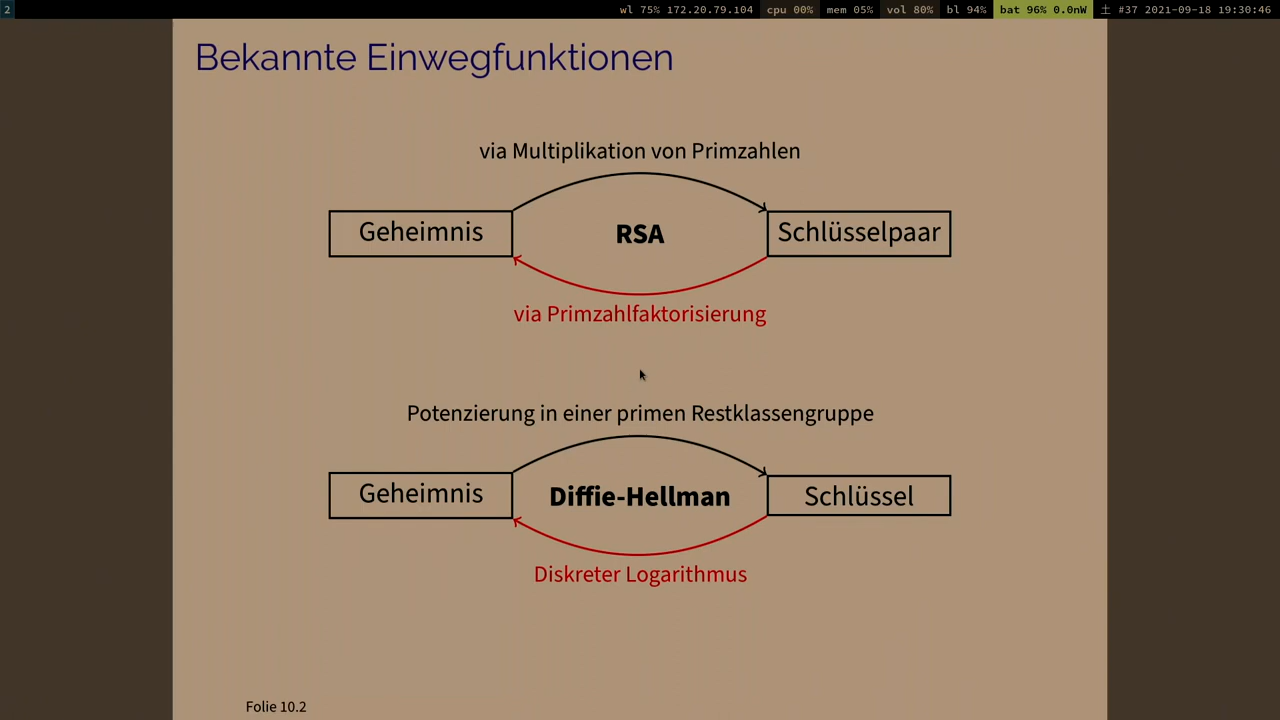 2
wl 75% 172.20.79.104 cpu 00% mem 05% vol 80% bl 94% bat 96% 0.0nW 土 #37 2021-09-18 19:30:46
Bekannte Einwegfunktionen
via Multiplikation von Primzahlen
Geheimnis RSA Schlüsselpaar
via Primzahlfaktorisierung
Potenzierung in einer primen Restklassengruppe
Geheimnis Diffie-Hellman Schlüssel
Diskreter Logarithmus
Folie 10.2